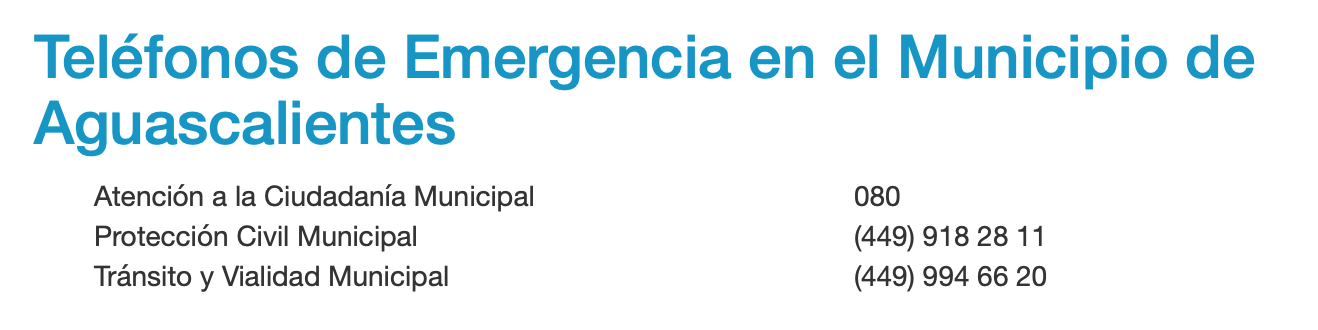 Teléfonos de Emergencia en el Municipio de
Aguascalientes
Atención a la Ciudadanía Municipal 080
Protección Civil Municipal (449) 918 28 11
Tránsito y Vialidad Municipal (449) 994 66 20